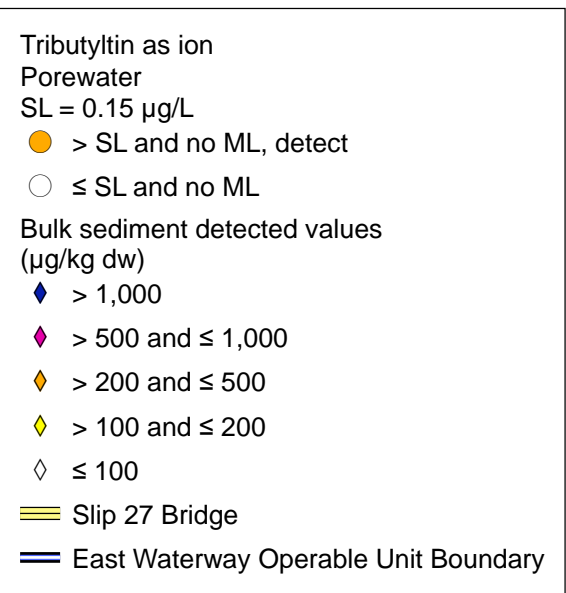 Tributyltin as ion
Porewater
SL = 0.15 µg/L
> SL and no ML, detect
≤ SL and no ML
Bulk sediment detected values
(µg/kg dw)
> 1,000
> 500 and ≤ 1,000
> 200 and ≤ 500
> 100 and ≤ 200
≤ 100
Slip 27 Bridge
East Waterway Operable Unit Boundary